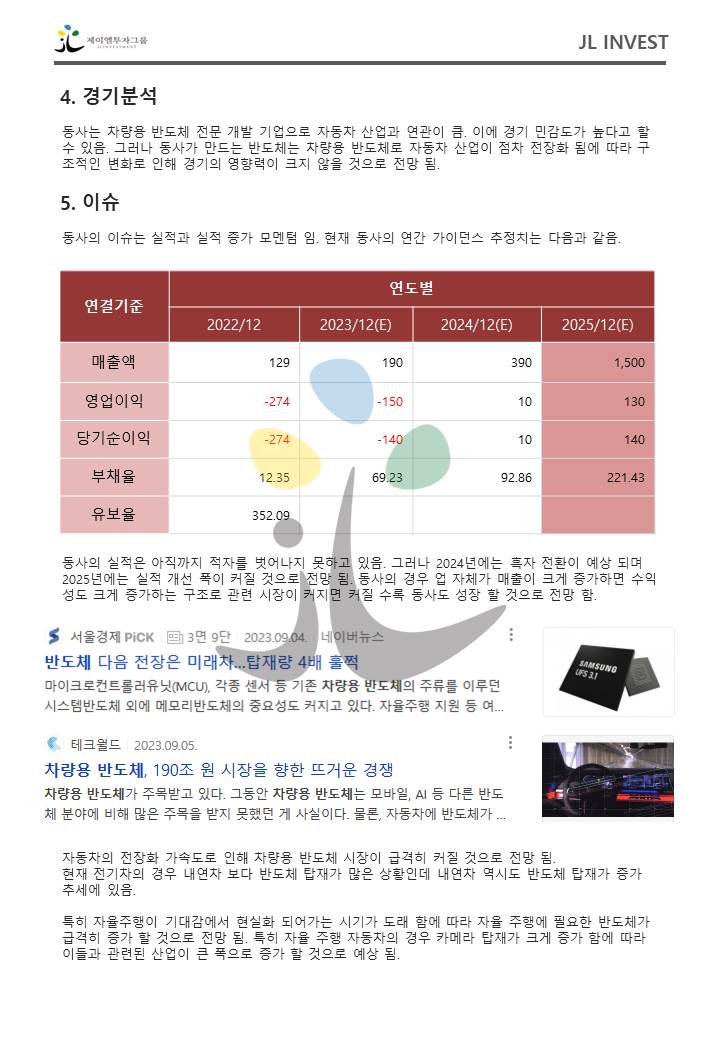 제이엘투자그룹
JLINVESTMENT
JL INVEST
4. 경기분석
동사는 차량용 반도체 전문 개발 기업으로 자동차 산업과 연관이 큼. 이에 경기 민감도가 높다고 할
수 있음. 그러나 동사가 만드는 반도체는 차량용 반도체로 자동차 산업이 점차 전장화 됨에 따라 구
조적인 변화로 인해 경기의 영향력이 크지 않을 것으로 전망 됨.
5. 이슈
동사의 이슈는 실적과 실적 증가 모멘텀 임. 현재 동사의 연간 가이던스 추정치는 다음과 같음.
연결기준 연도별
2022/12 2023/12(E) 2024/12(E) 2025/12(E)
매출액 129 190 390 1,500
영업이익 -274 -150 10 130
당기순이익 -274 -140 10 140
부채율 12.35 69.23 92.86 221.43
유보율 352.09
동사의 실적은 아직까지 적자를 벗어나지 못하고 있음. 그러나 2024년에는 흑자 전환이 예상 되며
2025년에는 실적 개선 폭이 커질 것으로 전망 됨. 동사의 경우 업 자체가 매출이 크게 증가하면 수익
성도 크게 증가하는 구조로 관련 시장이 커지면 커질 수록 동사도 성장 할 것으로 전망 함.
서울경제 PiCK 3면 9단 2023.09.04. 네이버뉴스
반도체 다음 전장은 미래차...탑재량 4배 훌쩍
마이크로컨트롤러유닛(MCU), 각종 센서 등 기존 차량용 반도체의 주류를 이루던
시스템반도체 외에 메모리반도체의 중요성도 커지고 있다. 자율주행 지원 등 여...
SAMSUNG
UFS 3.1
테크월드 2023.09.05.
차량용 반도체, 190조 원 시장을 향한 뜨거운 경쟁
차량용 반도체가 주목받고 있다. 그동안 차량용 반도체는 모바일, AI 등 다른 반도
체 분야에 비해 많은 주목을 받지 못했던 게 사실이다. 물론, 자동차에 반도체가 ...
자동차의 전장화 가속도로 인해 차량용 반도체 시장이 급격히 커질 것으로 전망 됨.
현재 전기차의 경우 내연차 보다 반도체 탑재가 많은 상황인데 내연차 역시도 반도체 탑재가 증가
추세에 있음.
특히 자율주행이 기대감에서 현실화 되어가는 시기가 도래 함에 따라 자율 주행에 필요한 반도체가
급격히 증가 할 것으로 전망 됨. 특히 자율 주행 자동차의 경우 카메라 탑재가 크게 증가 함에 따라
이들과 관련된 산업이 큰 폭으로 증가 할 것으로 예상 됨.